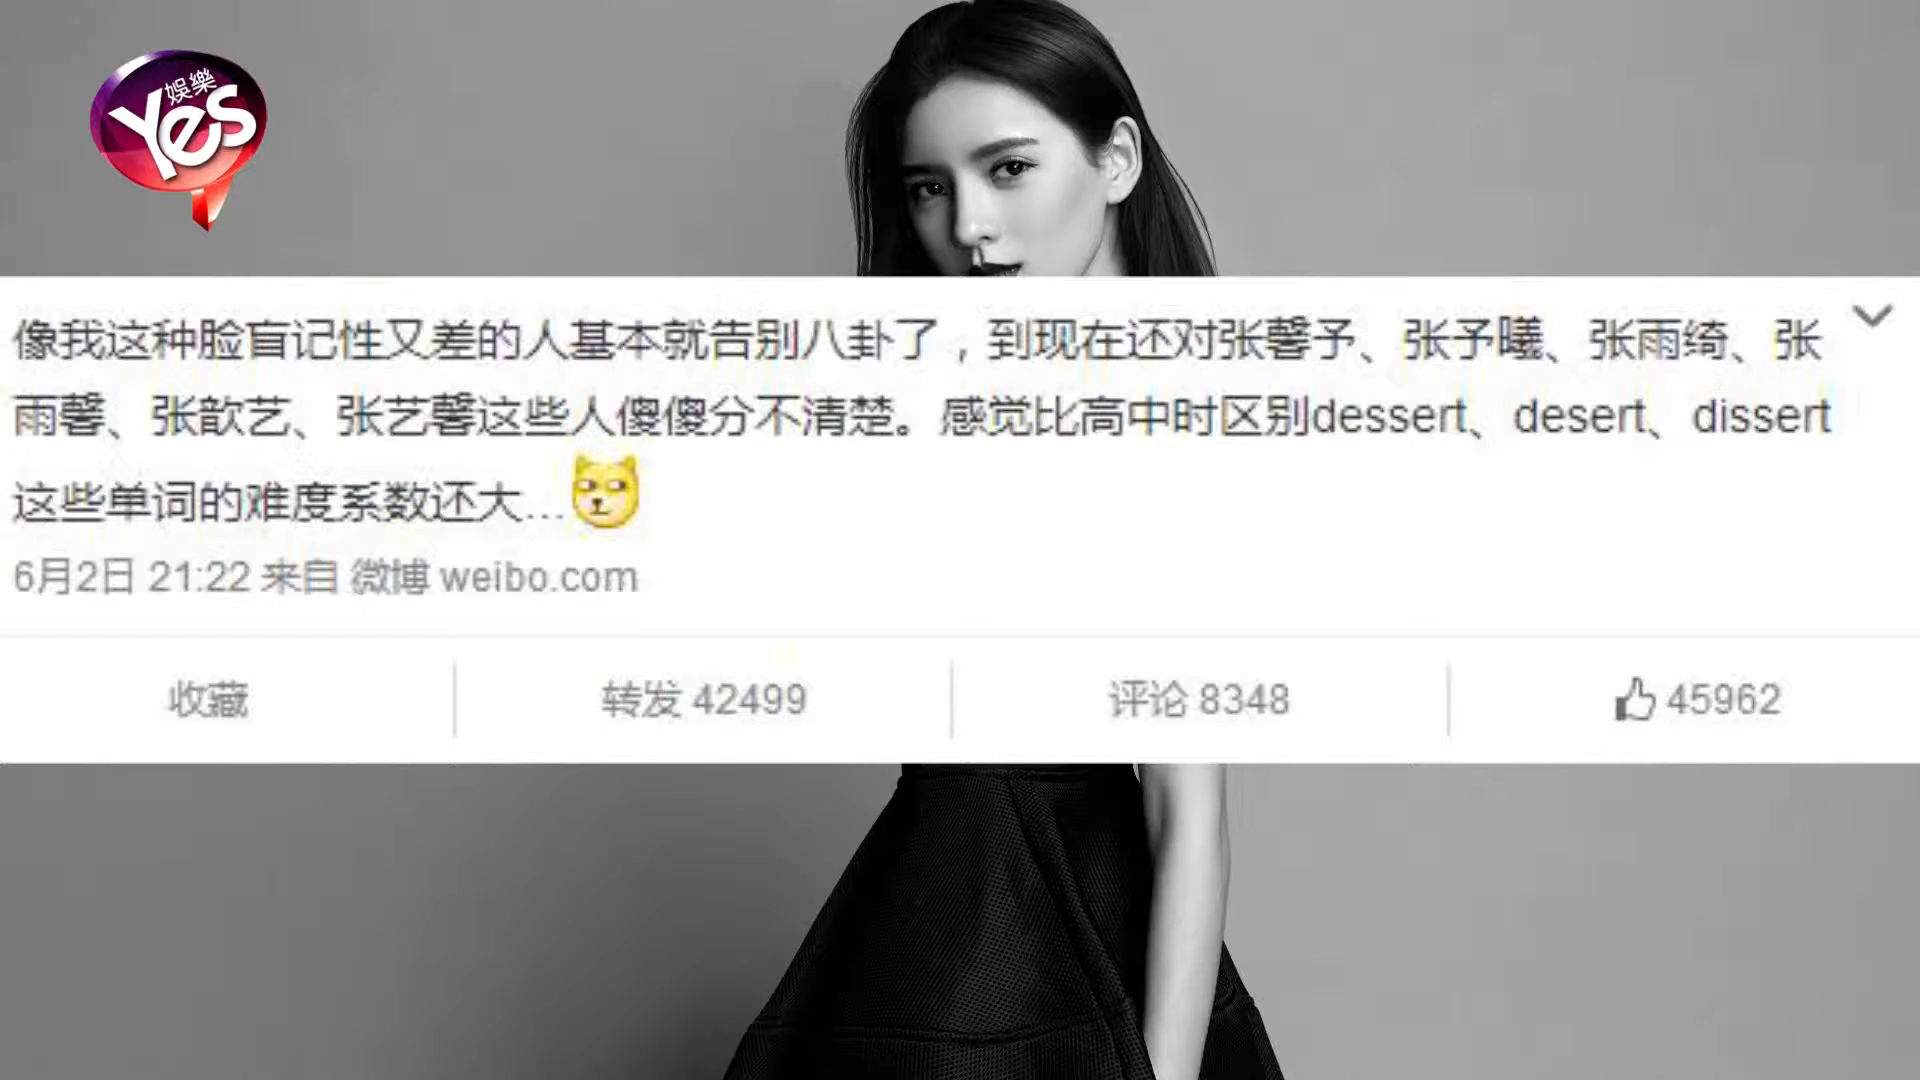 娛樂
Yes
像我这种脸盲记性又差的人基本就告别八卦了，到现在还对张馨予、张予曦、张雨绮、张
雨馨、张歆艺、张艺馨这些人傻傻分不清楚。感觉比高中时区别dessert、desert、dissert
这些单词的难度系数还大...
6月2日 21:22 来自 微博 weibo.com
收藏 转发 42499 评论 8348 45962